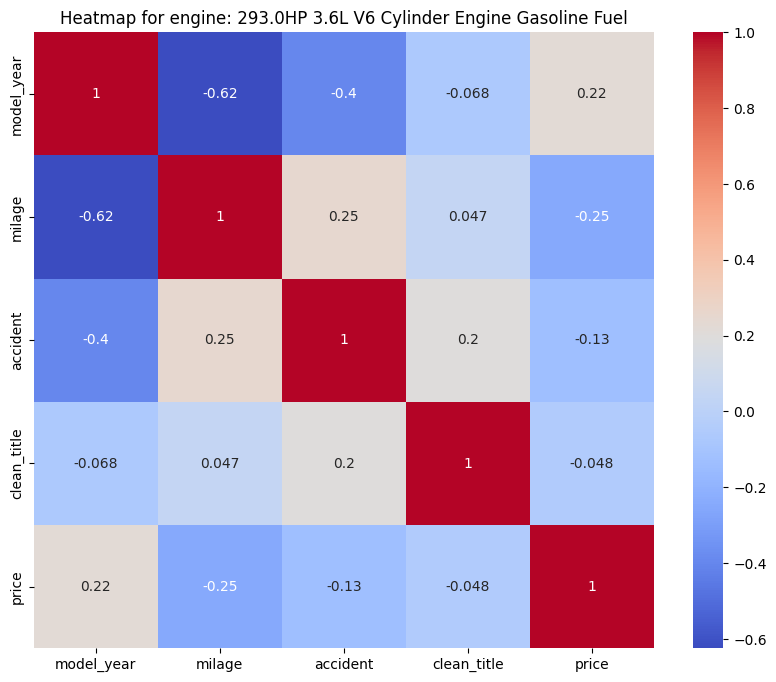 Heatmap for engine: 293.0HP 3.6L V6 Cylinder Engine Gasoline Fuel
model_year 1 -0.62 -0.4 -0.068 0.22
milage -0.62 1 0.25 0.047 -0.25
accident -0.4 0.25 1 0.2 -0.13
clean_title -0.068 0.047 0.2 1 -0.048
price 0.22 -0.25 -0.13 -0.048 1
model_year milage accident clean_title price
1.0
0.8
0.6
0.4
0.2
0.0
−0.2
−0.4
−0.6